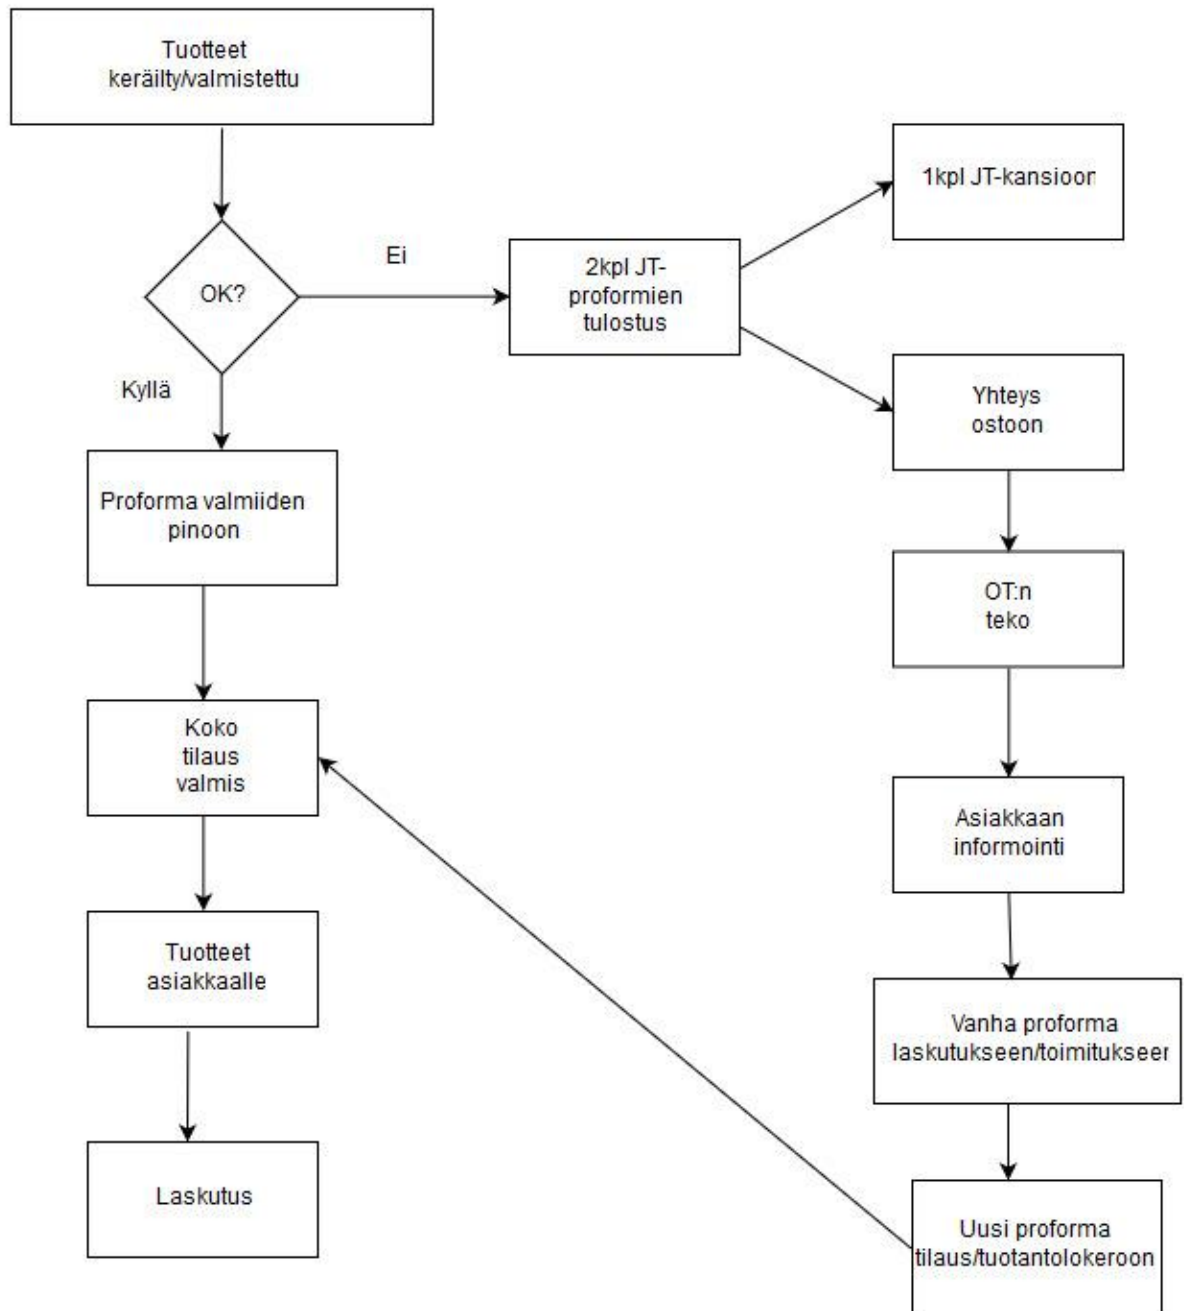 Tuotteet
keräilty/valmistettu
1kpl JT-kansioon
Ei
2kpl JT-
proformien
tulostus
OK?
Kyllä
Yhteys
ostoon
Proforma valmiiden
pinoon
OT:n
teko
Koko
tilaus
valmis
Asiakkaan
informointi
Tuotteet
asiakkaalle
Vanha proforma
laskutukseen/toimitukseen
Laskutus
Uusi proforma
tilaus/tuotantolokeroon